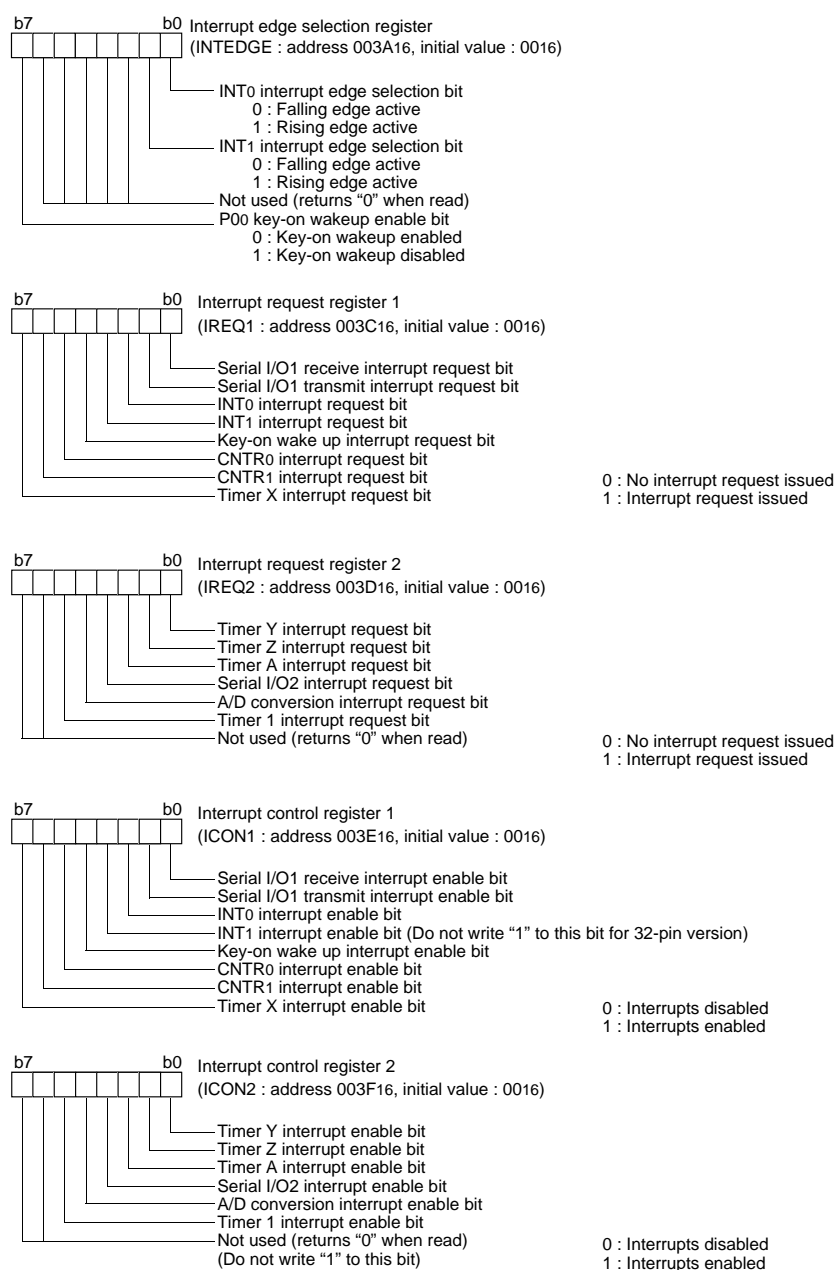 b7 b0 Interrupt edge selection register
(INTEDGE : address 003A16, initial value : 0016)
INT0 interrupt edge selection bit
0 : Falling edge active
1 : Rising edge active
INT1 interrupt edge selection bit
0 : Falling edge active
1 : Rising edge active
Not used (returns “0” when read)
P00 key-on wakeup enable bit
0 : Key-on wakeup enabled
1 : Key-on wakeup disabled
b7 b0 Interrupt request register 1
(IREQ1 : address 003C16, initial value : 0016)
Serial I/O1 receive interrupt request bit
Serial I/O1 transmit interrupt request bit
INT0 interrupt request bit
INT1 interrupt request bit
Key-on wake up interrupt request bit
CNTR0 interrupt request bit
CNTR1 interrupt request bit
Timer X interrupt request bit
0 : No interrupt request issued
1 : Interrupt request issued
b7 b0 Interrupt request register 2
(IREQ2 : address 003D16, initial value : 0016)
Timer Y interrupt request bit
Timer Z interrupt request bit
Timer A interrupt request bit
Serial I/O2 interrupt request bit
A/D conversion interrupt request bit
Timer 1 interrupt request bit
Not used (returns “0” when read)
0 : No interrupt request issued
1 : Interrupt request issued
b7 b0 Interrupt control register 1
(ICON1 : address 003E16, initial value : 0016)
Serial I/O1 receive interrupt enable bit
Serial I/O1 transmit interrupt enable bit
INT0 interrupt enable bit
INT1 interrupt enable bit (Do not write “1” to this bit for 32-pin version)
Key-on wake up interrupt enable bit
CNTR0 interrupt enable bit
CNTR1 interrupt enable bit
Timer X interrupt enable bit
0 : Interrupts disabled
1 : Interrupts enabled
b7 b0 Interrupt control register 2
(ICON2 : address 003F16, initial value : 0016)
Timer Y interrupt enable bit
Timer Z interrupt enable bit
Timer A interrupt enable bit
Serial I/O2 interrupt enable bit
A/D conversion interrupt enable bit
Timer 1 interrupt enable bit
Not used (returns “0” when read)
(Do not write “1” to this bit)
0 : Interrupts disabled
1 : Interrupts enabled